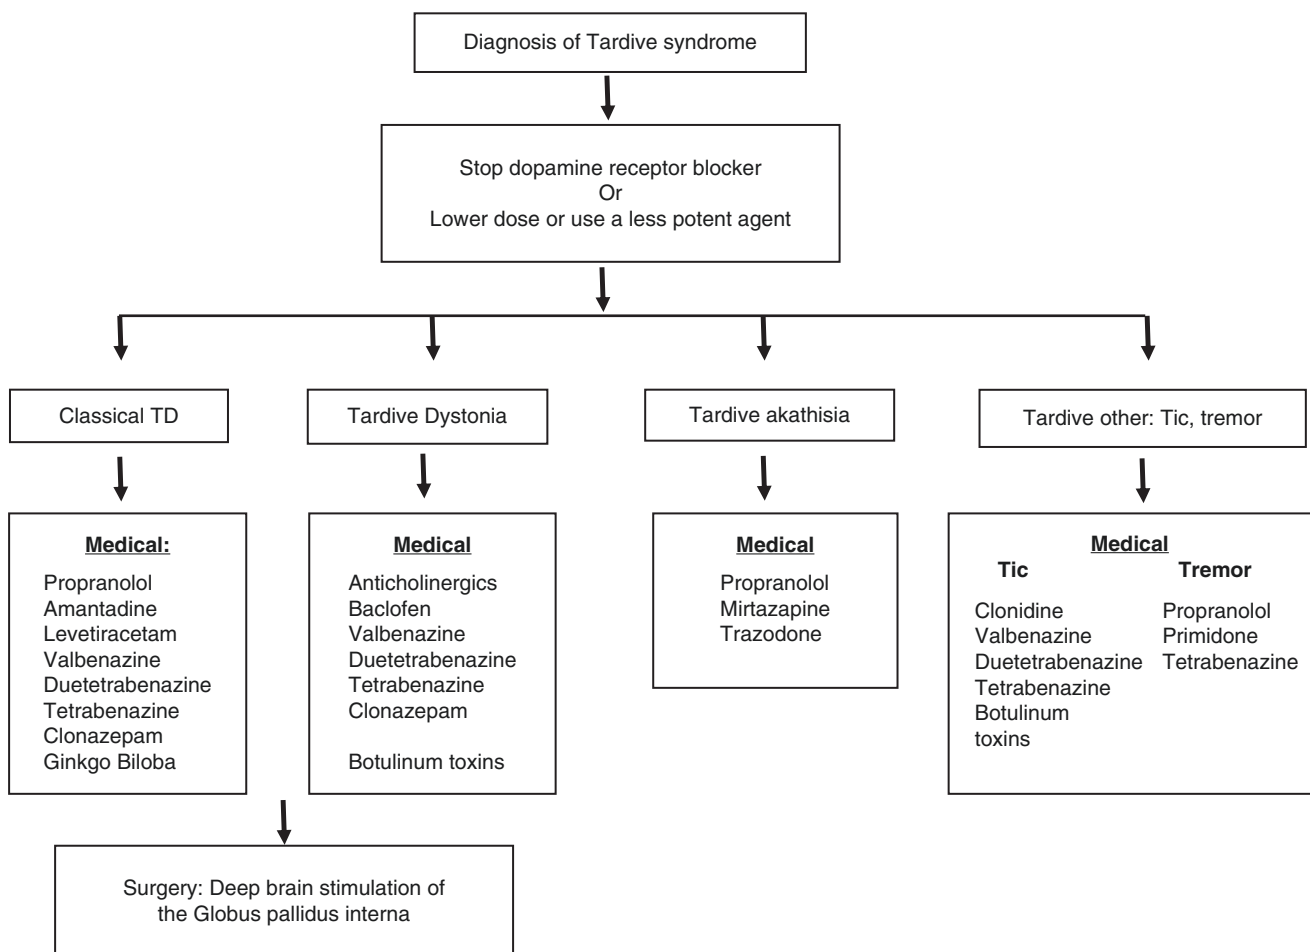 Diagnosis of Tardive syndrome
Stop dopamine receptor blocker
Or
Lower dose or use a less potent agent
Classical TD
Tardive Dystonia
Tardive akathisia
Tardive other: Tic, tremor
Medical:
Propranolol
Amantadine
Levetiracetam
Valbenazine
Duetetrabenazine
Tetrabenazine
Clonazepam
Ginkgo Biloba
Medical
Anticholinergics
Baclofen
Valbenazine
Duetetrabenazine
Tetrabenazine
Clonazepam
Botulinum toxins
Medical
Propranolol
Mirtazapine
Trazodone
Medical
Tic
Clonidine
Valbenazine
Duetetrabenazine
Tetrabenazine
Botulinum
toxins
Tremor
Propranolol
Primidone
Tetrabenazine
Surgery: Deep brain stimulation of
the Globus pallidus interna